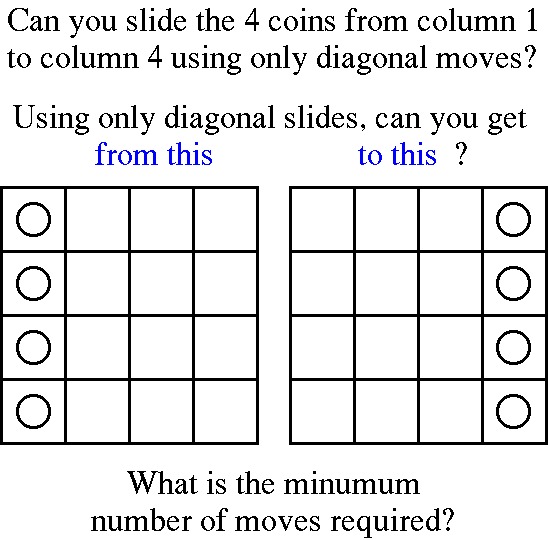 Can you slide the 4 coins from column 1
to column 4 using only diagonal moves?
Using only diagonal slides, can you get
from this to this ?
What is the minumum
number of moves required?